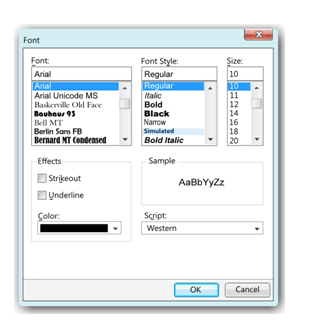 Font
Font:
Font Style:
Size:
Arial
Regular
10
Arial
Arial Unicode MS
Baskerville Old Face
Bauhaus 93
Bell MT
Berlin Sans FB
Bernard MT Condensed
Regular
Italic
Bold
Black
Narrow
Simulated
Bold Italic
10
11
12
14
16
18
20
Effects
Strikeout
Underline
Sample
AaBbYyZz
Color:
Script:
Western
OK
Cancel